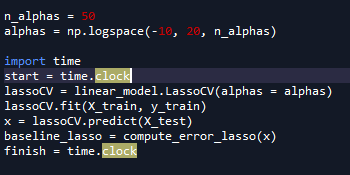 n_alphas = 50
alphas = np.logspace(-10, 20, n_alphas)
import time
start = time.clock
lassoCV = linear_model.LassoCV(alphas = alphas)
lassoCV.fit(X_train, y_train)
x = lassoCV.predict(X_test)
baseline_lasso = compute_error_lasso(x)
finish = time.clock